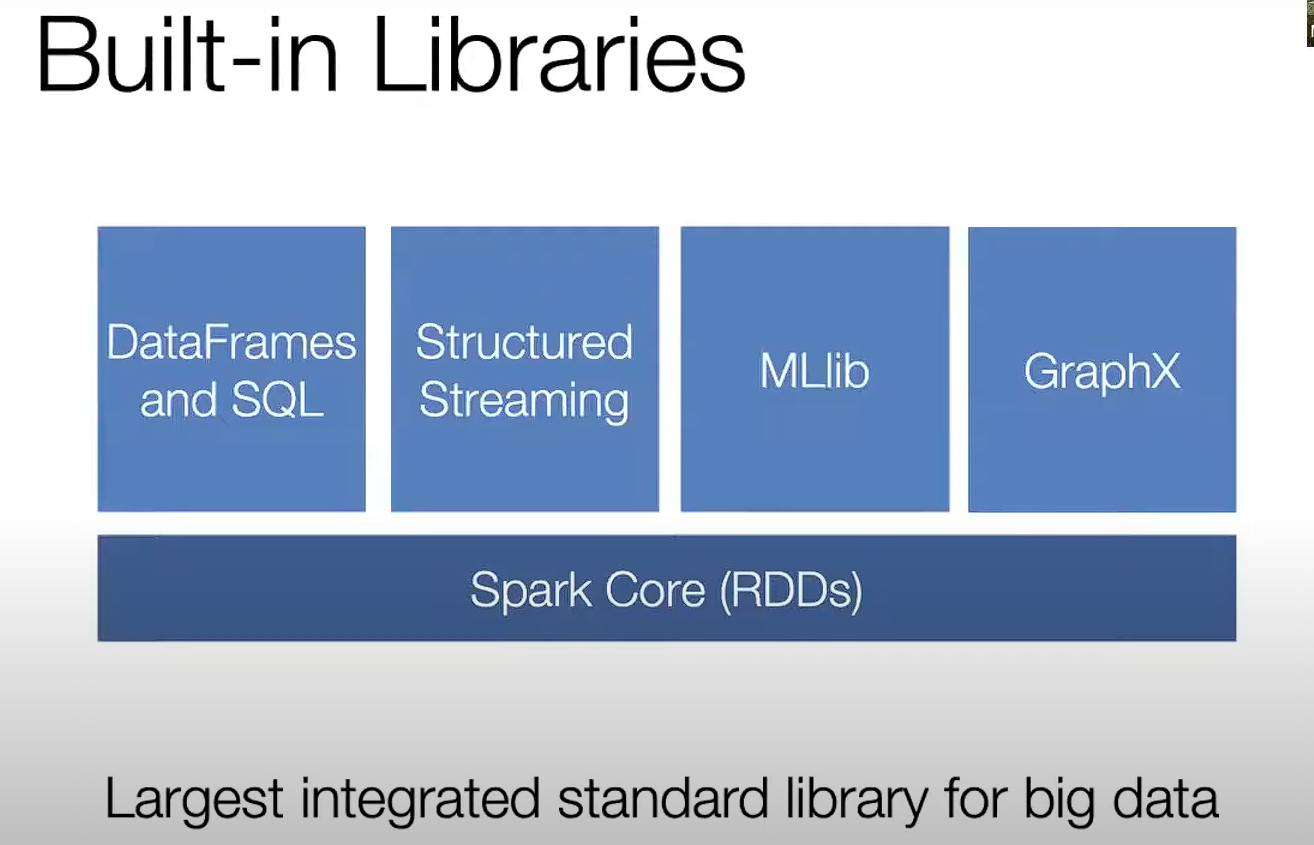 Built-in Libraries
DataFrames
and SQL
Structured
Streaming
MLlib
GraphX
Spark Core (RDDs)
Largest integrated standard library for big data